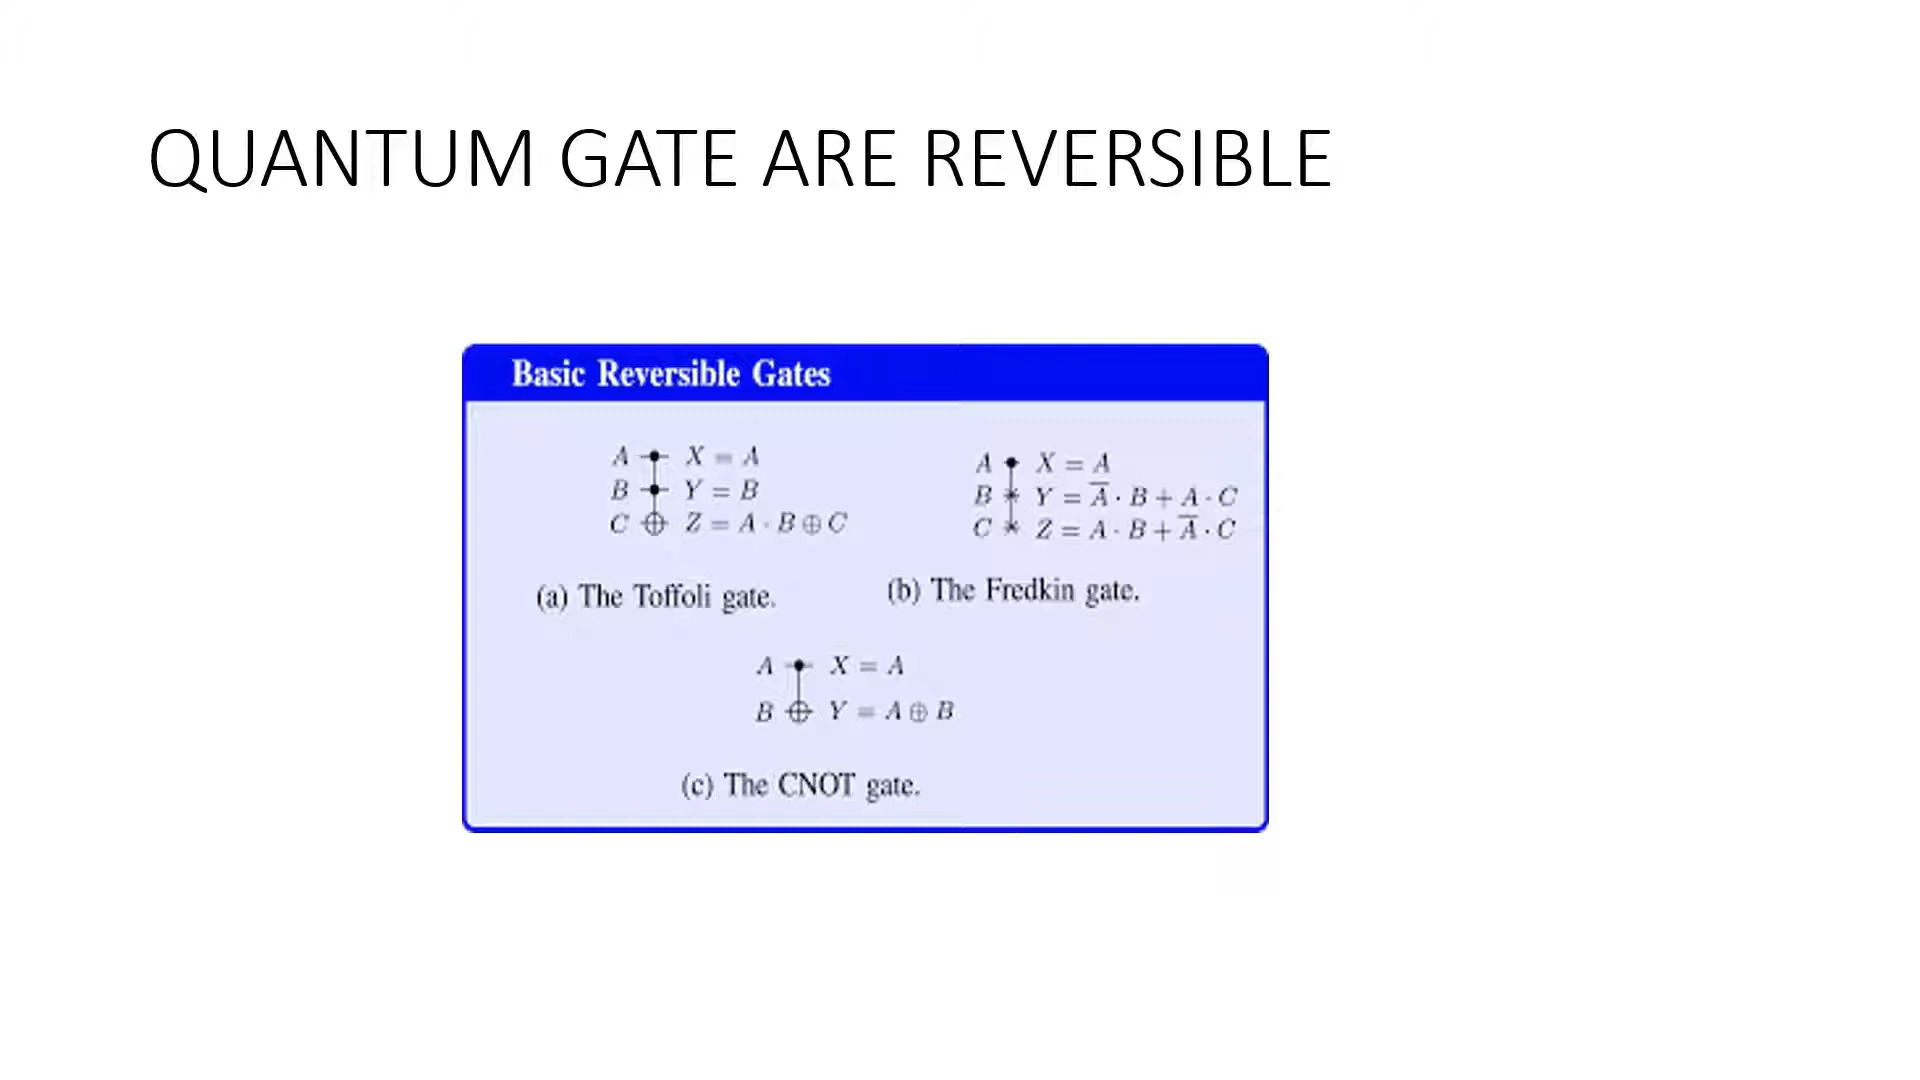 QUANTUM GATE ARE REVERSIBLE
Basic Reversible Gates
A X = A
B Y = B
C Z = A · B ⊕ C
(a) The Toffoli gate.
A X = A
B Y = A̅ · B + A · C
C Z = A · B + A̅ · C
(b) The Fredkin gate.
A X = A
B Y = A ⊕ B
(c) The CNOT gate.